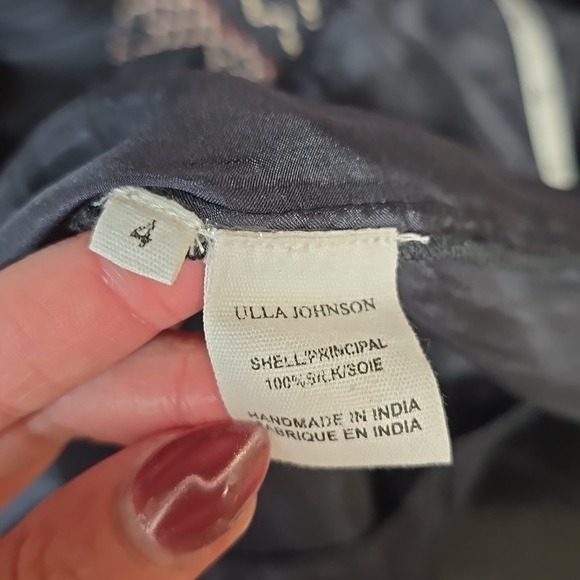 4
ULLA JOHNSON
SHELL/PRINCIPAL
100% SILK/SOIE
HANDMADE IN INDIA
FABRIQUE EN INDIA